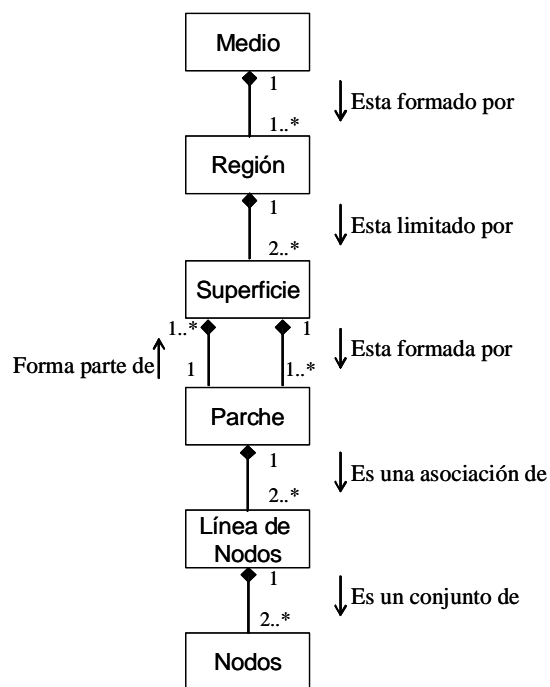 Medio
1
Esta formado por
1..*
Región
1
Esta limitado por
2..*
Superficie
1..*
1
Forma parte de
Esta formada por
1
1..*
Parche
1
Es una asociación de
2..*
Línea de
Nodos
1
Es un conjunto de
2..*
Nodos